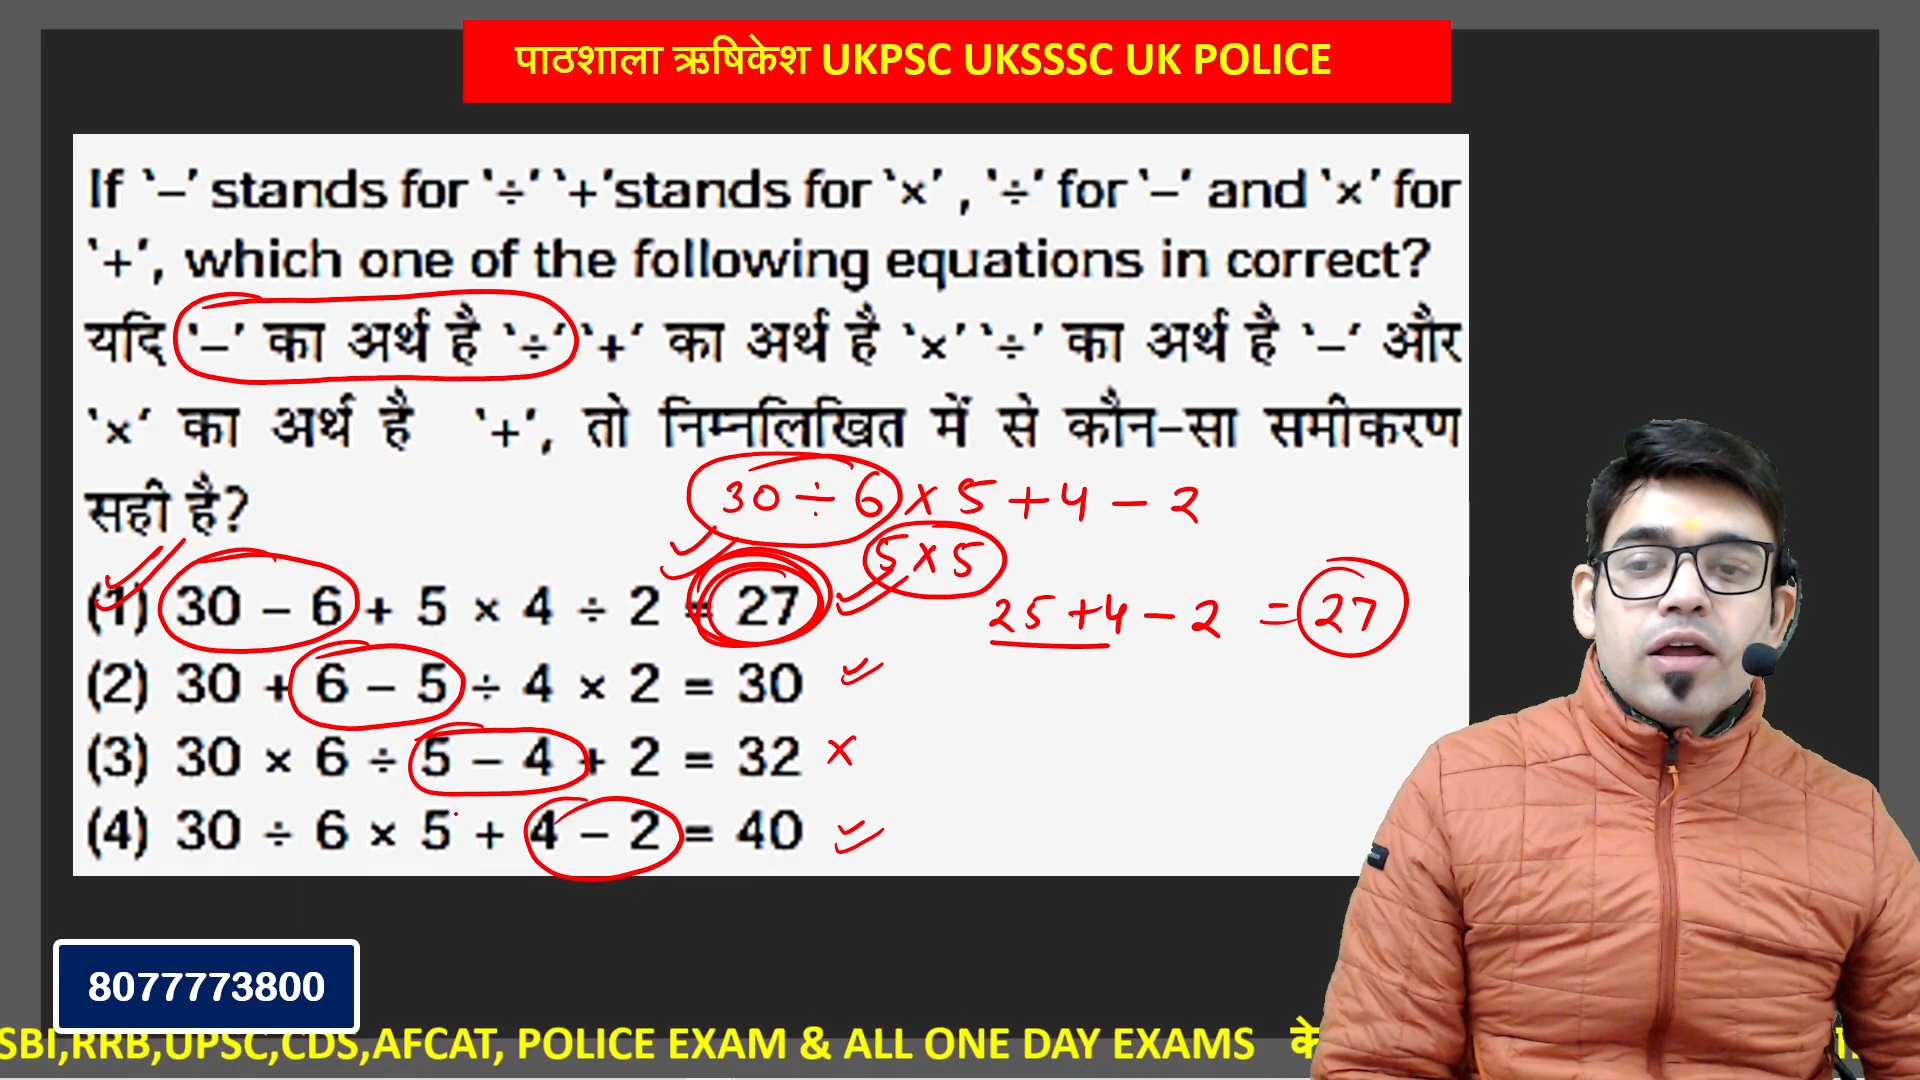 पाठशाला ऋषिकेश UKPSC UKSSSC UK POLICE
If ‘–’ stands for ‘÷’ ‘+’stands for ‘×’ , ‘÷’ for ‘–’ and ‘×’ for
‘+’, which one of the following equations in correct?
यदि ‘–’ का अर्थ है ‘÷’ ‘+’ का अर्थ है ‘×’ ‘÷’ का अर्थ है ‘–’ और
‘×’ का अर्थ है ‘+’, तो निम्नलिखित में से कौन-सा समीकरण
सही है?
30 ÷ 6 × 5 + 4 – 2
5 × 5
(1) 30 – 6 + 5 × 4 ÷ 2 = 27
25 + 4 – 2 = 27
(2) 30 + 6 – 5 ÷ 4 × 2 = 30
(3) 30 × 6 ÷ 5 – 4 + 2 = 32
(4) 30 ÷ 6 × 5 + 4 – 2 = 40
8077773800
SBI,RRB,UPSC,CDS,AFCAT, POLICE EXAM & ALL ONE DAY EXAMS के